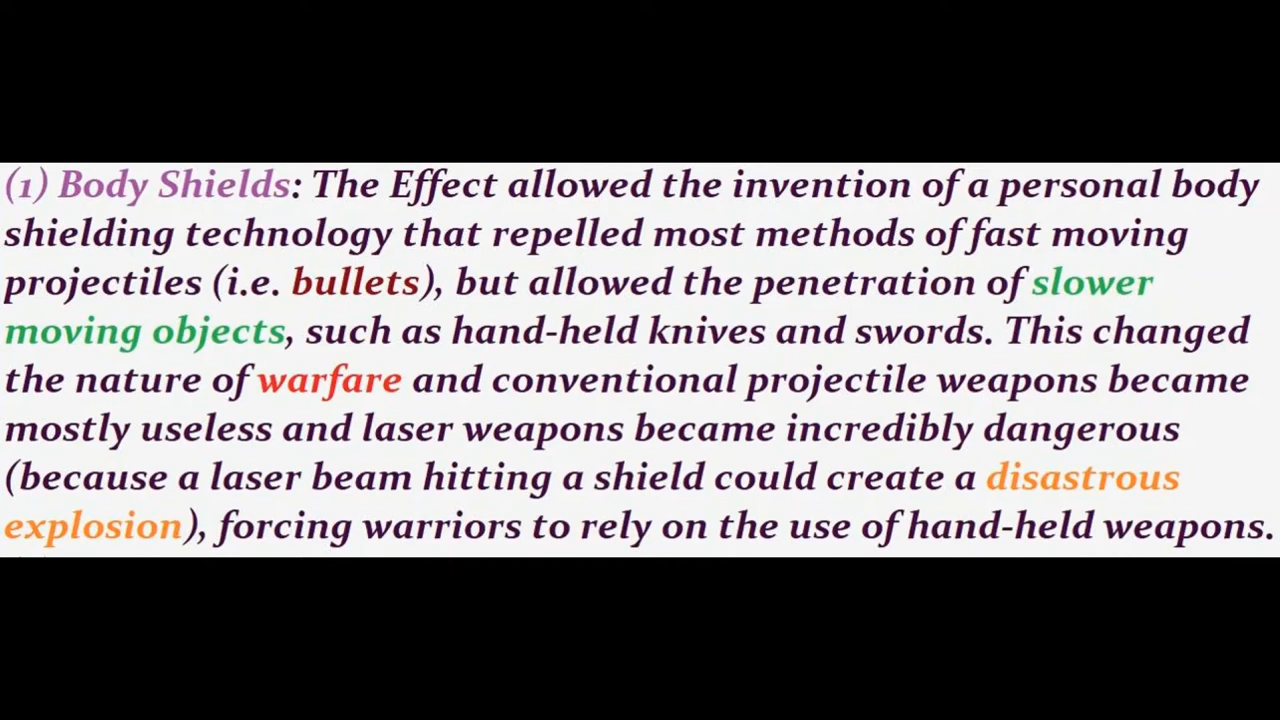 (1) Body Shields: The Effect allowed the invention of a personal body
shielding technology that repelled most methods of fast moving
projectiles (i.e. bullets), but allowed the penetration of slower
moving objects, such as hand-held knives and swords. This changed
the nature of warfare and conventional projectile weapons became
mostly useless and laser weapons became incredibly dangerous
(because a laser beam hitting a shield could create a disastrous
explosion), forcing warriors to rely on the use of hand-held weapons.